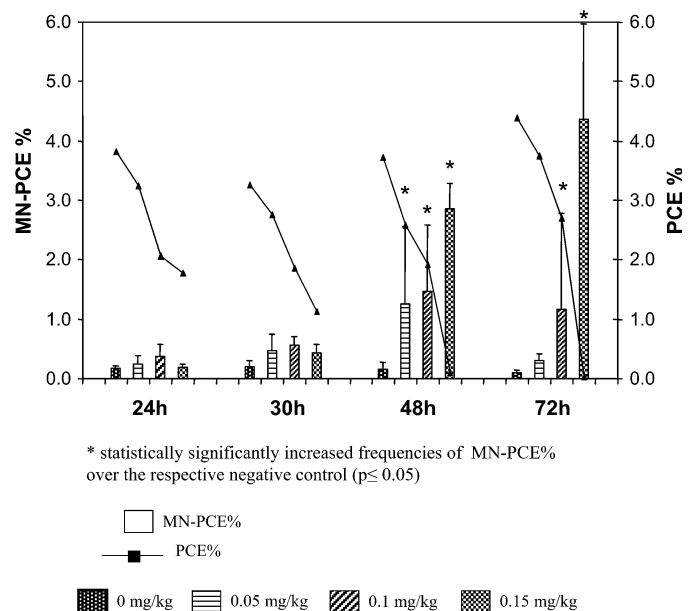 6.0 6.0
* 
5.0 5.0
4.0 4.0
MN-PCE %
PCE %
* * *
3.0 3.0
* *
2.0 2.0
1.0 1.0
0.0 0.0
24h 30h 48h 72h
* statistically significantly increased frequencies of MN-PCE%
over the respective negative control (p≤ 0.05)
MN-PCE%
PCE%
0 mg/kg 0.05 mg/kg 0.1 mg/kg 0.15 mg/kg